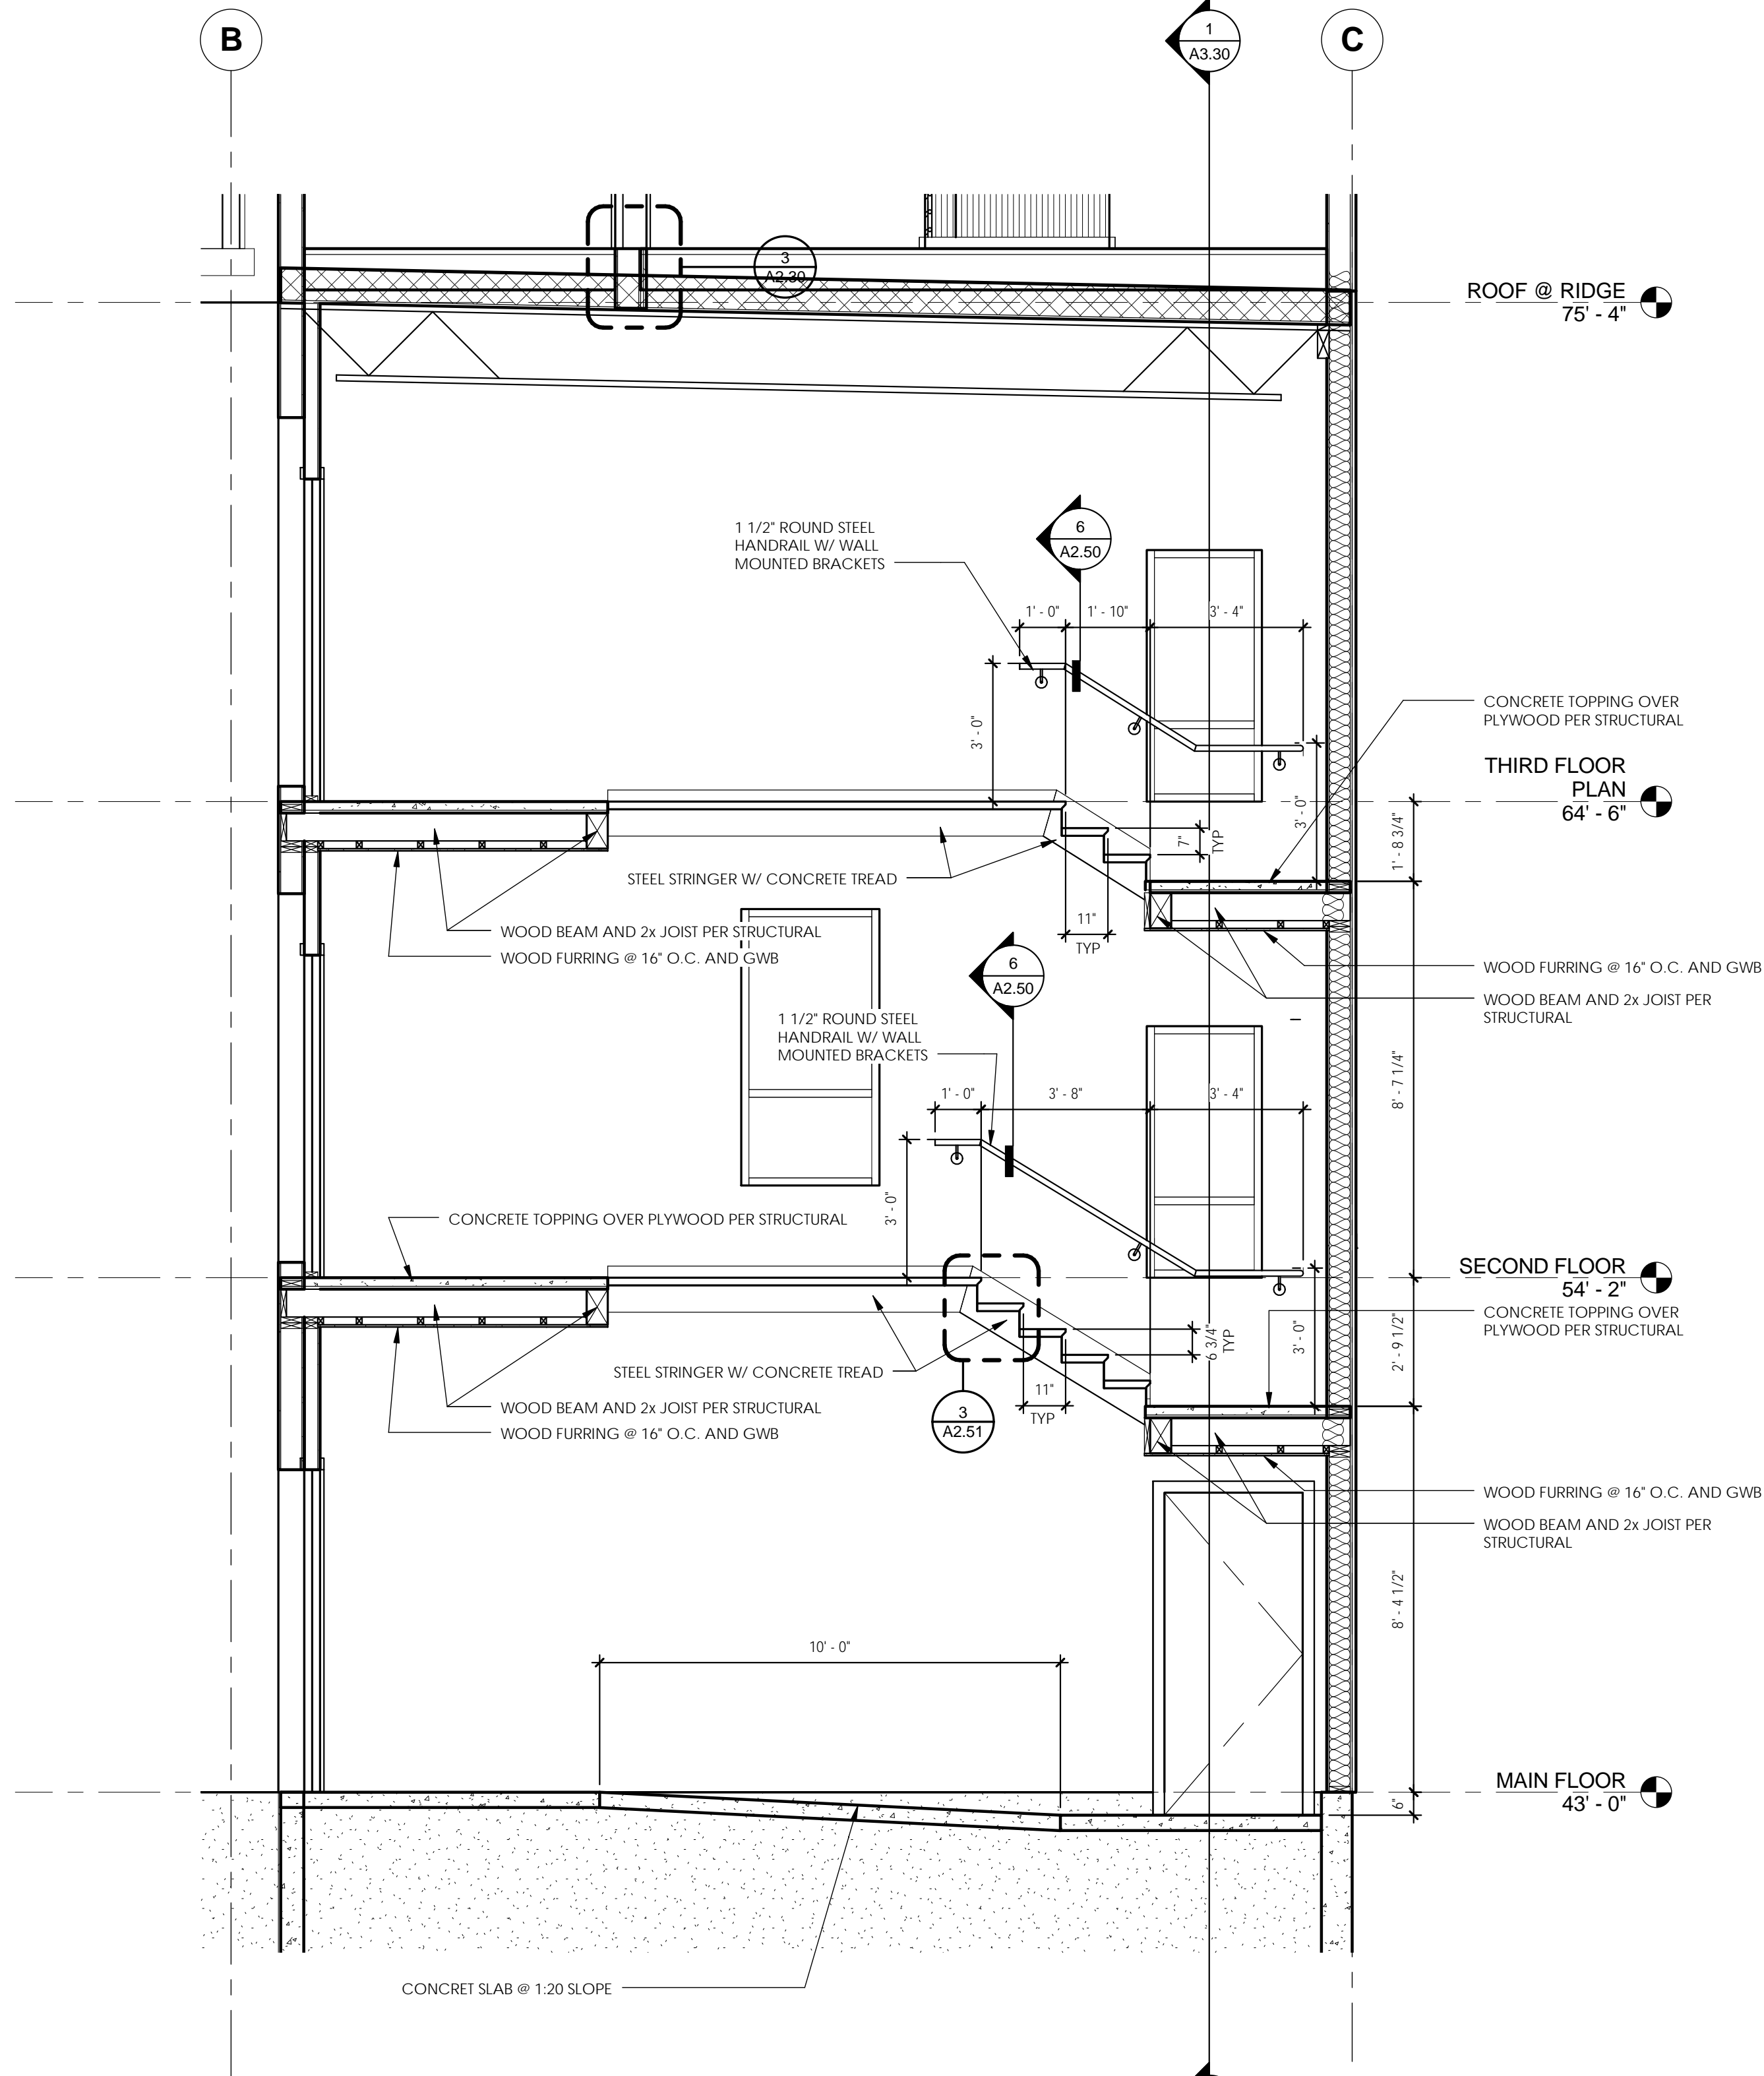 B
1
A3.30
C
3
A2.30
ROOF @ RIDGE
75' - 4"
1 1/2" ROUND STEEL
HANDRAIL W/ WALL
MOUNTED BRACKETS
6
A2.50
1' - 0"
1' - 10"
3' - 4"
3' - 0"
CONCRETE TOPPING OVER
PLYWOOD PER STRUCTURAL
THIRD FLOOR
PLAN
64' - 6"
3' - 0"
7"
TYP
1' - 8 3/4"
STEEL STRINGER W/ CONCRETE TREAD
11"
TYP
WOOD BEAM AND 2x JOIST PER STRUCTURAL
WOOD FURRING @ 16" O.C. AND GWB
WOOD FURRING @ 16" O.C. AND GWB
WOOD BEAM AND 2x JOIST PER
STRUCTURAL
6
A2.50
1 1/2" ROUND STEEL
HANDRAIL W/ WALL
MOUNTED BRACKETS
1' - 0"
3' - 8"
3' - 4"
8' - 7 1/4"
3' - 0"
CONCRETE TOPPING OVER PLYWOOD PER STRUCTURAL
SECOND FLOOR
54' - 2"
CONCRETE TOPPING OVER
PLYWOOD PER STRUCTURAL
6 3/4"
TYP
3' - 0"
2' - 9 1/2"
STEEL STRINGER W/ CONCRETE TREAD
11"
TYP
3
A2.51
WOOD BEAM AND 2x JOIST PER STRUCTURAL
WOOD FURRING @ 16" O.C. AND GWB
WOOD FURRING @ 16" O.C. AND GWB
WOOD BEAM AND 2x JOIST PER
STRUCTURAL
8' - 4 1/2"
10' - 0"
MAIN FLOOR
43' - 0"
6"
CONCRET SLAB @ 1:20 SLOPE